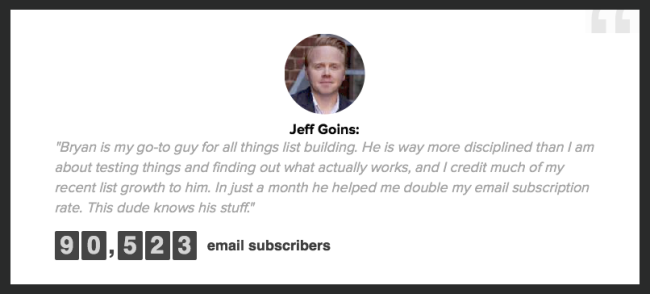 Jeff Goins:
"Bryan is my go-to guy for all things list building. He is way more disciplined than I am
about testing things and finding out what actually works, and I credit much of my
recent list growth to him. In just a month he helped me double my email subscription
rate. This dude knows his stuff."
90,523 email subscribers